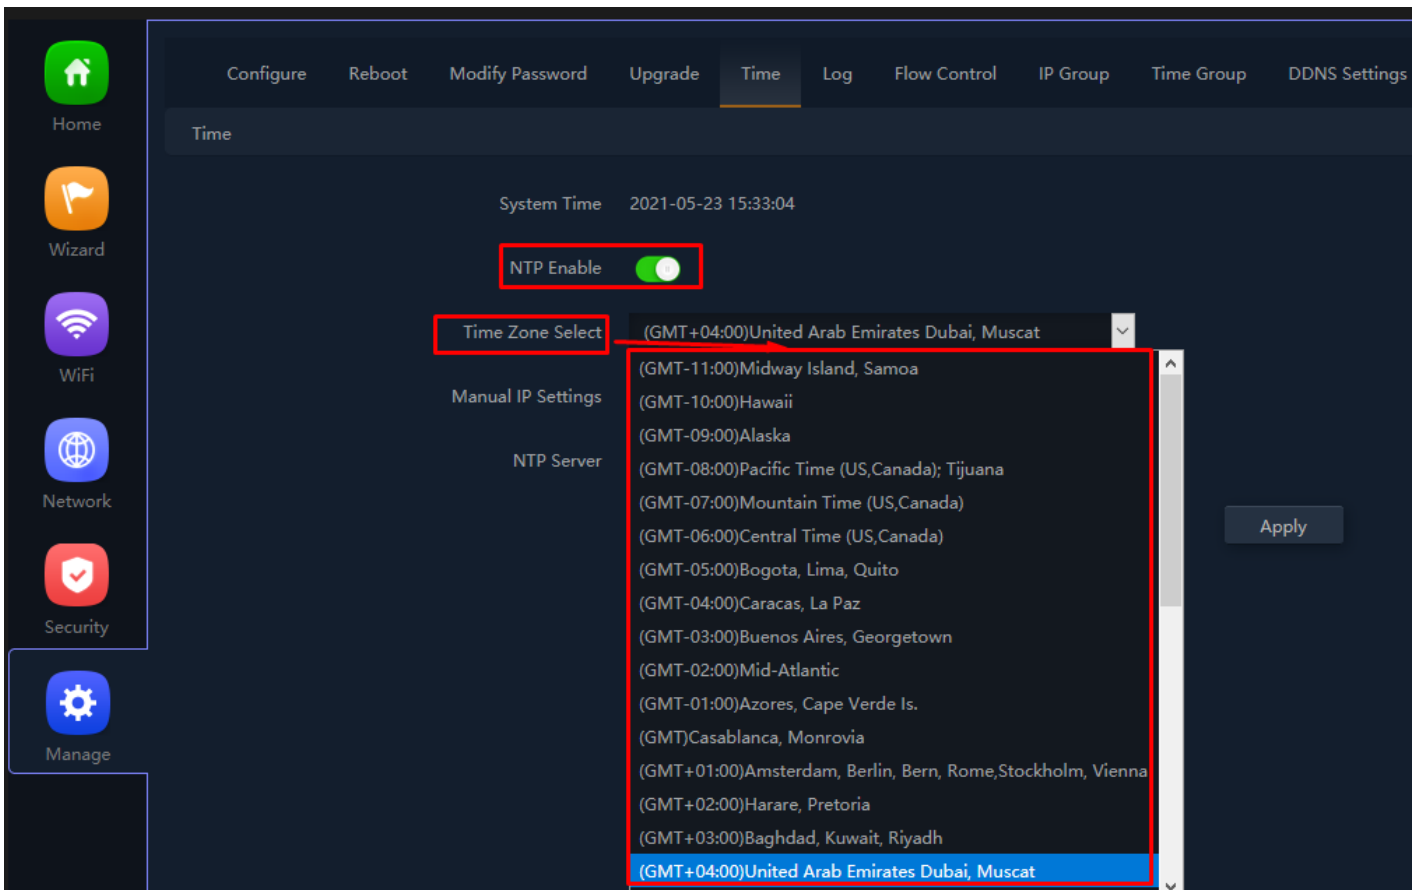 Configure Reboot Modify Password Upgrade Time Log Flow Control IP Group Time Group DDNS Settings
Home
Time
System Time 2021-05-23 15:33:04
Wizard
NTP Enable
Time Zone Select (GMT+04:00)United Arab Emirates Dubai, Muscat
(GMT-11:00)Midway Island, Samoa
WiFi
Manual IP Settings (GMT-10:00)Hawaii
(GMT-09:00)Alaska
NTP Server (GMT-08:00)Pacific Time (US,Canada); Tijuana
Network (GMT-07:00)Mountain Time (US,Canada)
(GMT-06:00)Central Time (US,Canada) Apply
(GMT-05:00)Bogota, Lima, Quito
(GMT-04:00)Caracas, La Paz
Security (GMT-03:00)Buenos Aires, Georgetown
(GMT-02:00)Mid-Atlantic
(GMT-01:00)Azores, Cape Verde Is.
(GMT)Casablanca, Monrovia
Manage (GMT+01:00)Amsterdam, Berlin, Bern, Rome,Stockholm, Vienna
(GMT+02:00)Harare, Pretoria
(GMT+03:00)Baghdad, Kuwait, Riyadh
(GMT+04:00)United Arab Emirates Dubai, Muscat